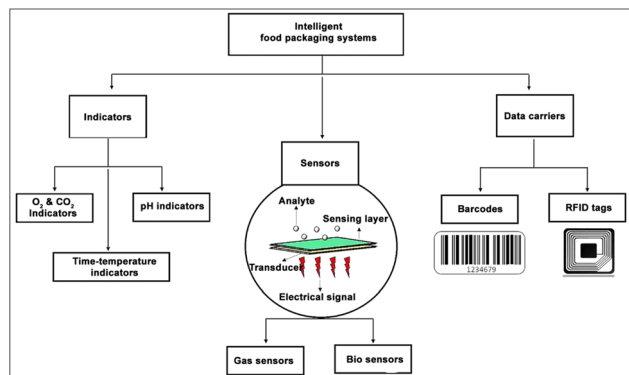 Intelligent
food packaging systems
Indicators
Data carriers
Sensors
O₂ & CO₂
Indicators
pH indicators
Time-temperature
indicators
Barcodes
RFID tags
Analyte
Sensing layer
Transducer
Electrical signal
1234679
Gas sensors
Bio sensors